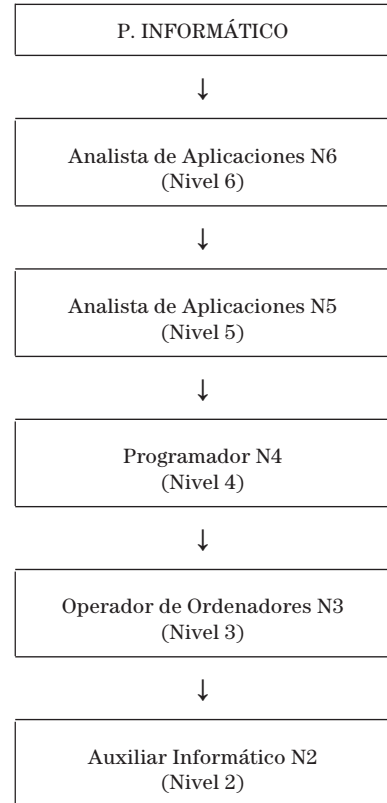 P. INFORMÁTICO
↓
Analista de Aplicaciones N6
(Nivel 6)
↓
Analista de Aplicaciones N5
(Nivel 5)
↓
Programador N4
(Nivel 4)
↓
Operador de Ordenadores N3
(Nivel 3)
↓
Auxiliar Informático N2
(Nivel 2)